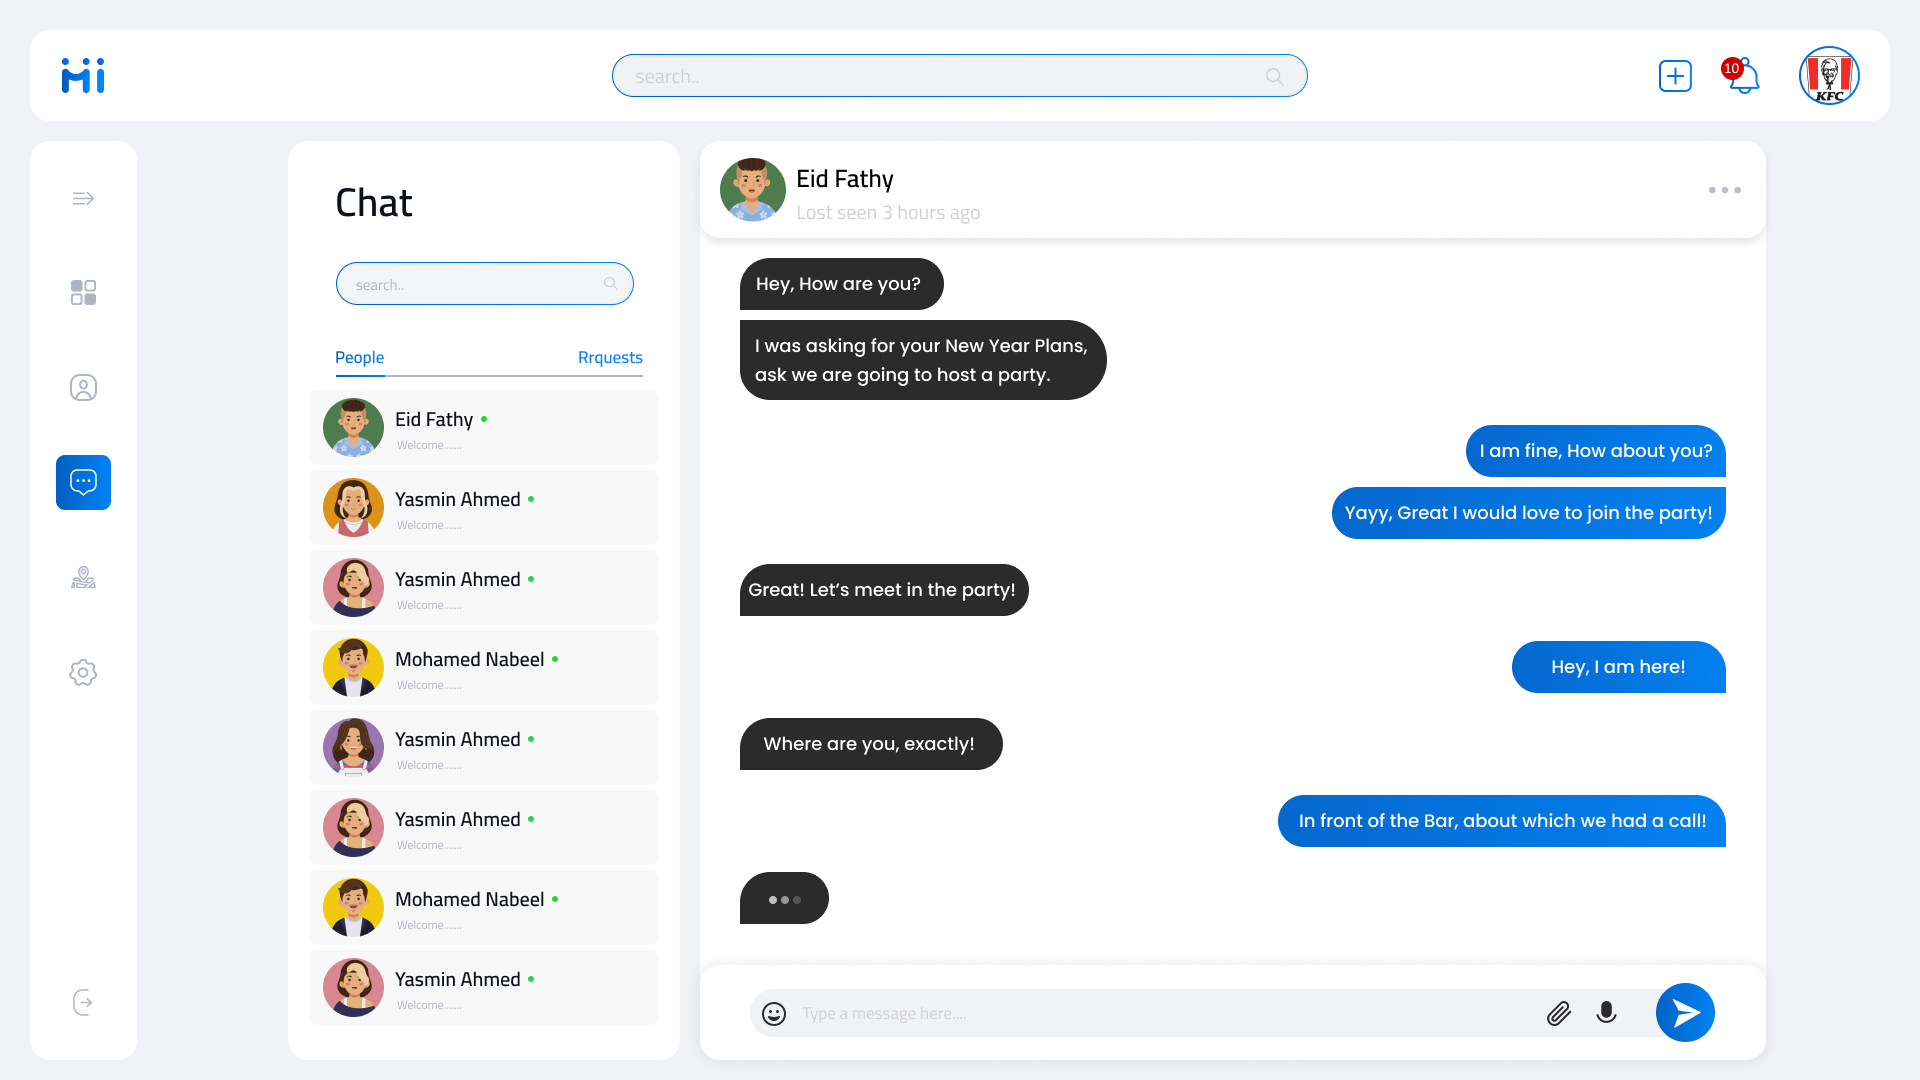 Hi
search..
10
KFC
Chat
search..
People
Rrquests
Eid Fathy
Welcome.......
Yasmin Ahmed
Welcome.......
Yasmin Ahmed
Welcome.......
Mohamed Nabeel
Welcome.......
Yasmin Ahmed
Welcome.......
Yasmin Ahmed
Welcome.......
Mohamed Nabeel
Welcome.......
Yasmin Ahmed
Welcome.......
Eid Fathy
Lost seen 3 hours ago
Hey, How are you?
I was asking for your New Year Plans,
ask we are going to host a party.
I am fine, How about you?
Yayy, Great I would love to join the party!
Great! Let’s meet in the party!
Hey, I am here!
Where are you, exactly!
In front of the Bar, about which we had a call!
Type a message here....